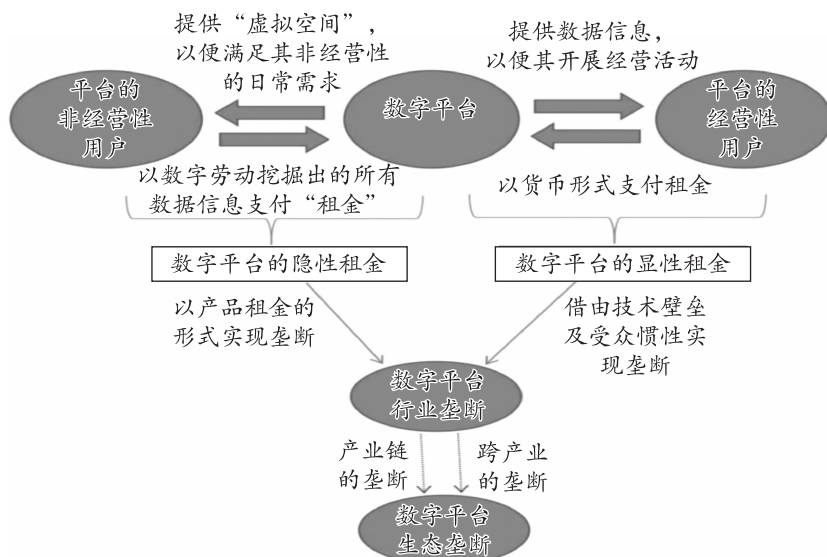 提供“虚拟空间”，
以便满足其非经营性
的日常需求
提供数据信息，
以便其开展经营活动
平台的
非经营性
用户
数字平台
平台的
经营性
用户
以数字劳动挖掘出的所有
数据信息支付“租金”
以货币形式支付租金
数字平台的隐性租金
数字平台的显性租金
以产品租金的
形式实现垄断
借由技术壁垒
及受众惯性实
现垄断
数字平台
行业垄断
产业链
的垄断
跨产业
的垄断
数字平台
生态垄断